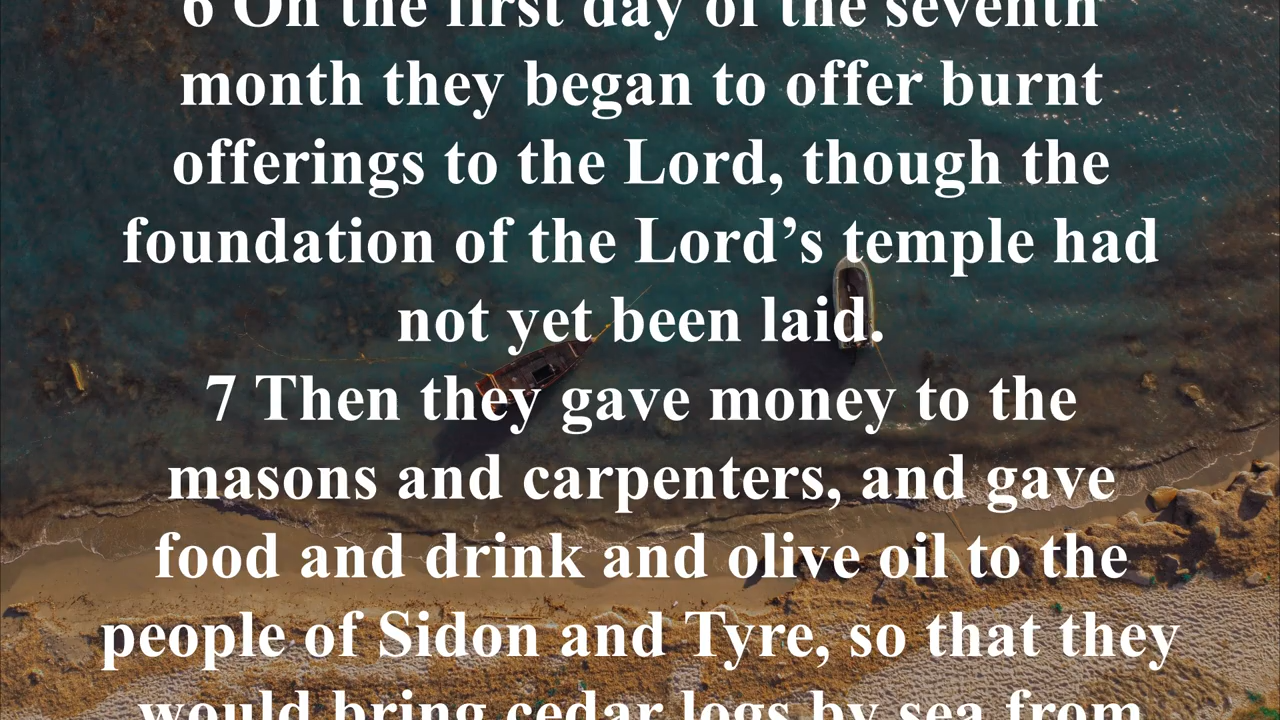 6 On the first day of the seventh
month they began to offer burnt
offerings to the Lord, though the
foundation of the Lord’s temple had
not yet been laid.
7 Then they gave money to the
masons and carpenters, and gave
food and drink and olive oil to the
people of Sidon and Tyre, so that they
would bring cedar logs by sea from